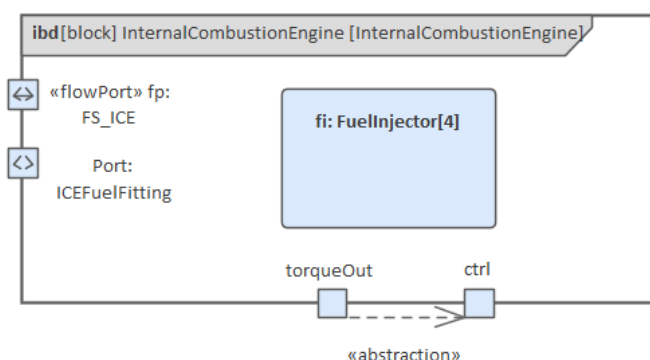 ibd[block] InternalCombustionEngine [InternalCombustionEngine]
«flowPort» fp:
FS_ICE
fi: FuelInjector[4]
Port:
ICEFuelFitting
torqueOut
ctrl
«abstraction»